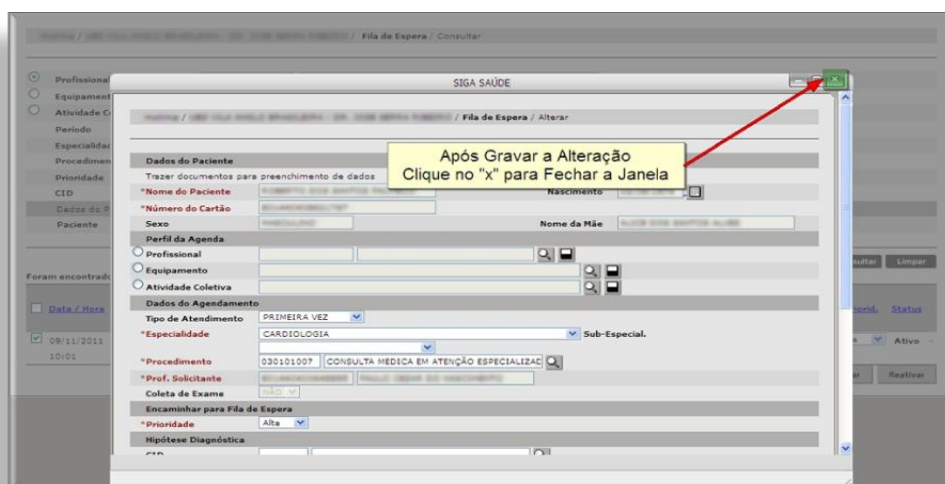 / Fila de Espera / Consultar
Profissional
Equipament
Atividade C
Período
Especialida
Procedimen
Prioridade
CID
Dados do P
Paciente
Foram encontrado
Data / Hora
09/11/2011
10:01
SIGA SAÚDE
/ Fila de Espera / Alterar
Após Gravar a Alteração
Clique no "x" para Fechar a Janela
Dados do Paciente
Trazer documentos para preenchimento de dados
*Nome do Paciente Nascimento
*Número do Cartão
Sexo Nome da Mãe
Perfil da Agenda
Profissional
Equipamento
Atividade Coletiva
Dados do Agendamento
Tipo de Atendimento PRIMEIRA VEZ
*Especialidade CARDIOLOGIA Sub-Especial.
*Procedimento 030101007 CONSULTA MEDICA EM ATENÇÃO ESPECIALIZAD
*Prof. Solicitante
Coleta de Exame NÃO
Encaminhar para Fila de Espera
*Prioridade Alta
Hipótese Diagnóstica
CID
sultar Limpar
Status
Ativo
Reativar